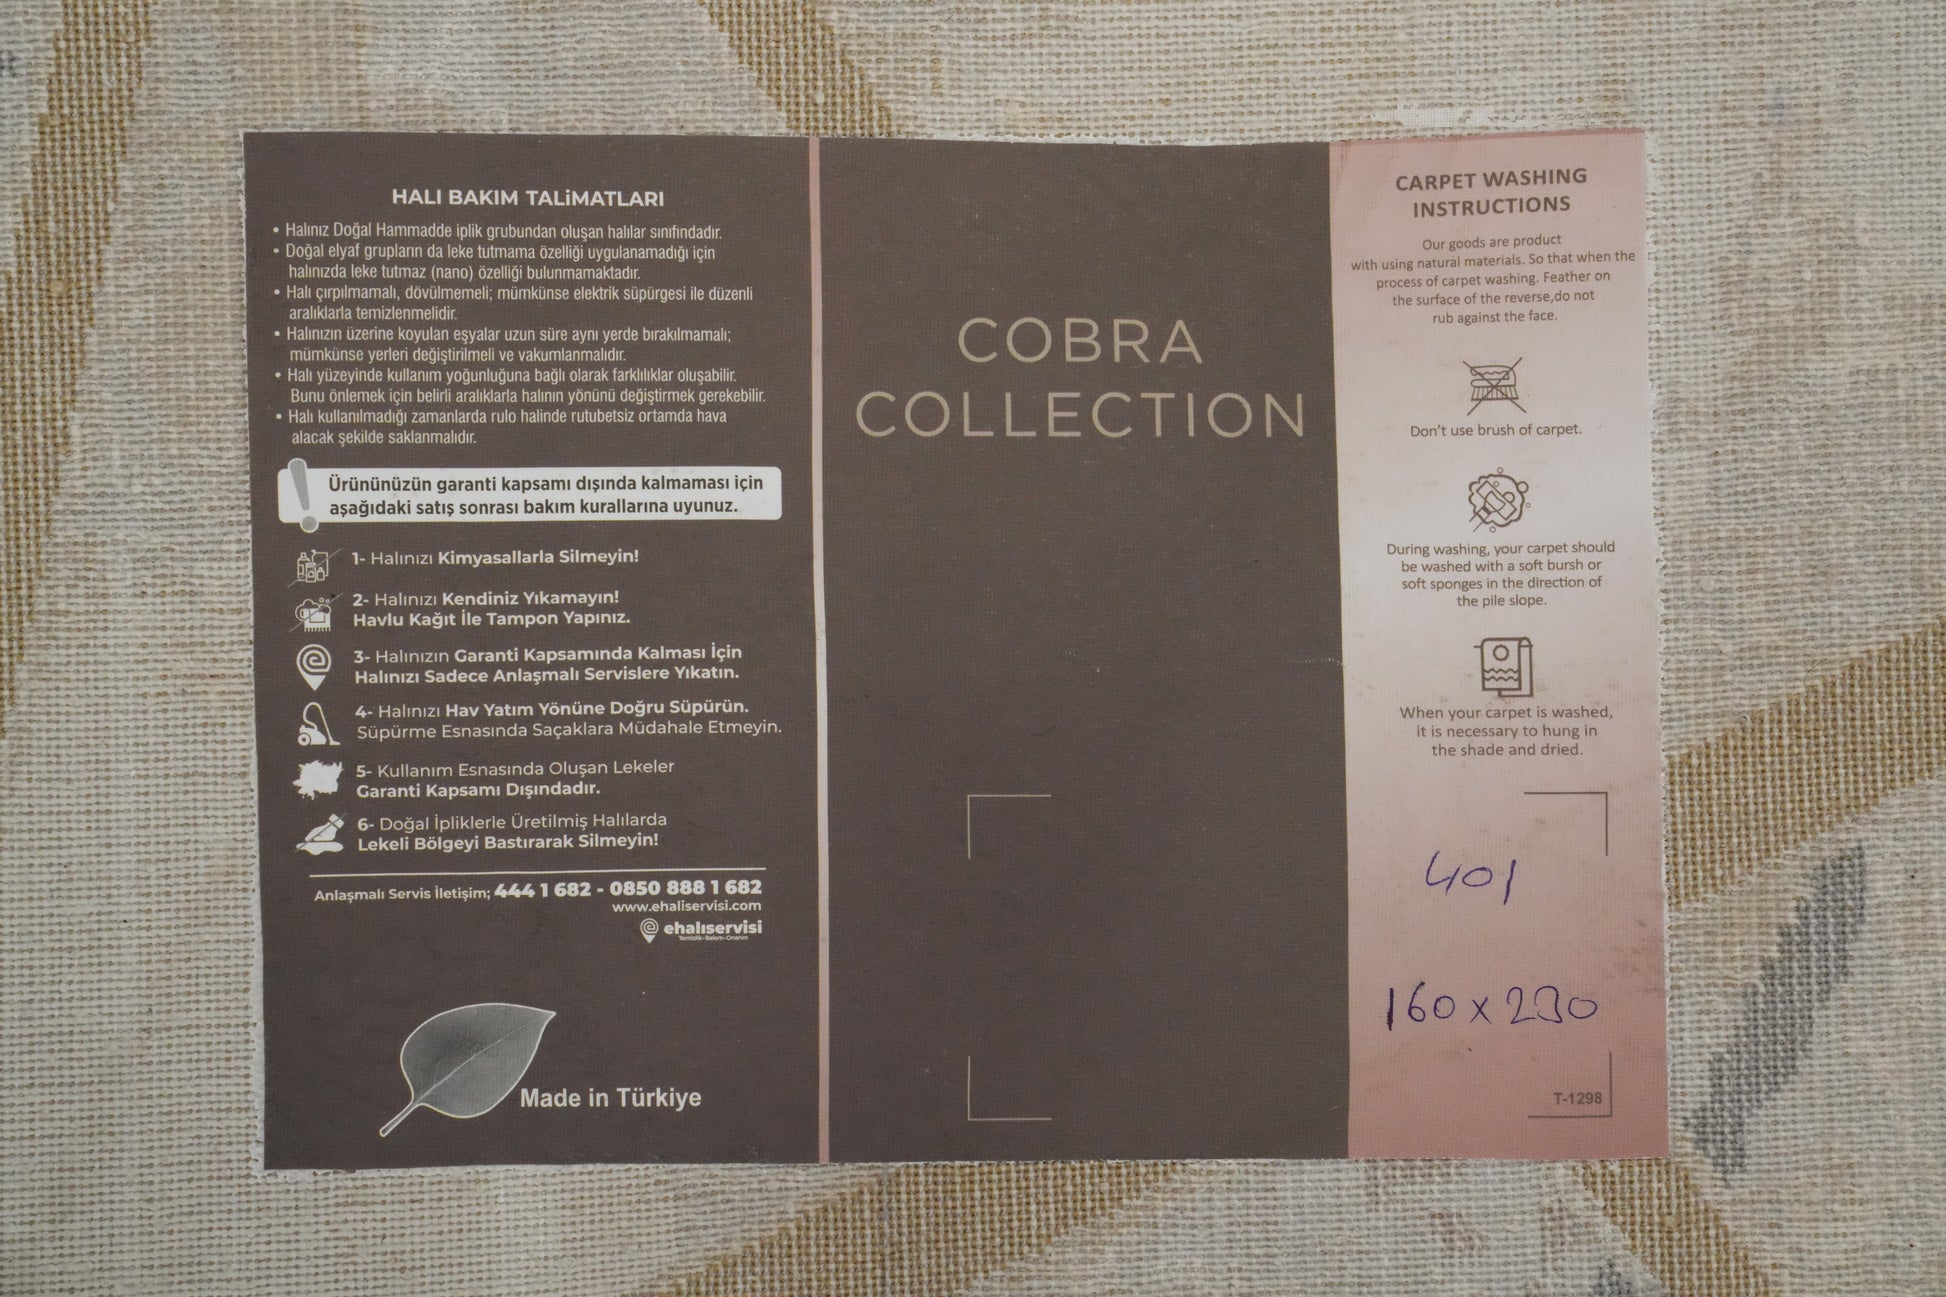 HALI BAKIM TALiMATLARI
• Halınız Doğal Hammadde iplik grubundan oluşan halılar sınıfındadır.
• Doğal elyaf grupların da leke tutmama özelliği uygulanamadığı için
halınızda leke tutmaz (nano) özelliği bulunmamaktadır.
• Halı çırpılmamalı, dövülmemeli; mümkünse elektrik süpürgesi ile düzenli
aralıklarla temizlenmelidir.
• Halınızın üzerine koyulan eşyalar uzun süre aynı yerde bırakılmamalı;
mümkünse yerleri değiştirilmeli ve vakumlanmalıdır.
• Halı yüzeyinde kullanım yoğunluğuna bağlı olarak farklılıklar oluşabilir.
Bunu önlemek için belirli aralıklarla halının yönünü değiştirmek gerekebilir.
• Halı kullanılmadığı zamanlarda rulo halinde rutubetsiz ortamda hava
alacak şekilde saklanmalıdır.
Ürününüzün garanti kapsamı dışında kalmaması için
aşağıdaki satış sonrası bakım kurallarına uyunuz.
1- Halınızı Kimyasallarla Silmeyin!
2- Halınızı Kendiniz Yıkamayın!
Havlu Kağıt İle Tampon Yapınız.
3- Halınızın Garanti Kapsamında Kalması İçin
Halınızı Sadece Anlaşmalı Servislere Yıkatın.
4- Halınızı Hav Yatım Yönüne Doğru Süpürün.
Süpürme Esnasında Saçaklara Müdahale Etmeyin.
5- Kullanım Esnasında Oluşan Lekeler
Garanti Kapsamı Dışındadır.
6- Doğal İpliklerle Üretilmiş Halılarda
Lekeli Bölgeyi Bastırarak Silmeyin!
Anlaşmalı Servis İletişim; 444 1 682 - 0850 888 1 682
www.ehaliservisi.com
ehalıservisi
Temizlik-Bakım-Onarım
Made in Türkiye
COBRA
COLLECTION
CARPET WASHING
INSTRUCTIONS
Our goods are product
with using natural materials. So that when the
process of carpet washing. Feather on
the surface of the reverse,do not
rub against the face.
Don't use brush of carpet.
During washing, your carpet should
be washed with a soft bursh or
soft sponges in the direction of
the pile slope.
When your carpet is washed,
it is necessary to hung in
the shade and dried.
401
160 x 230
T-1298